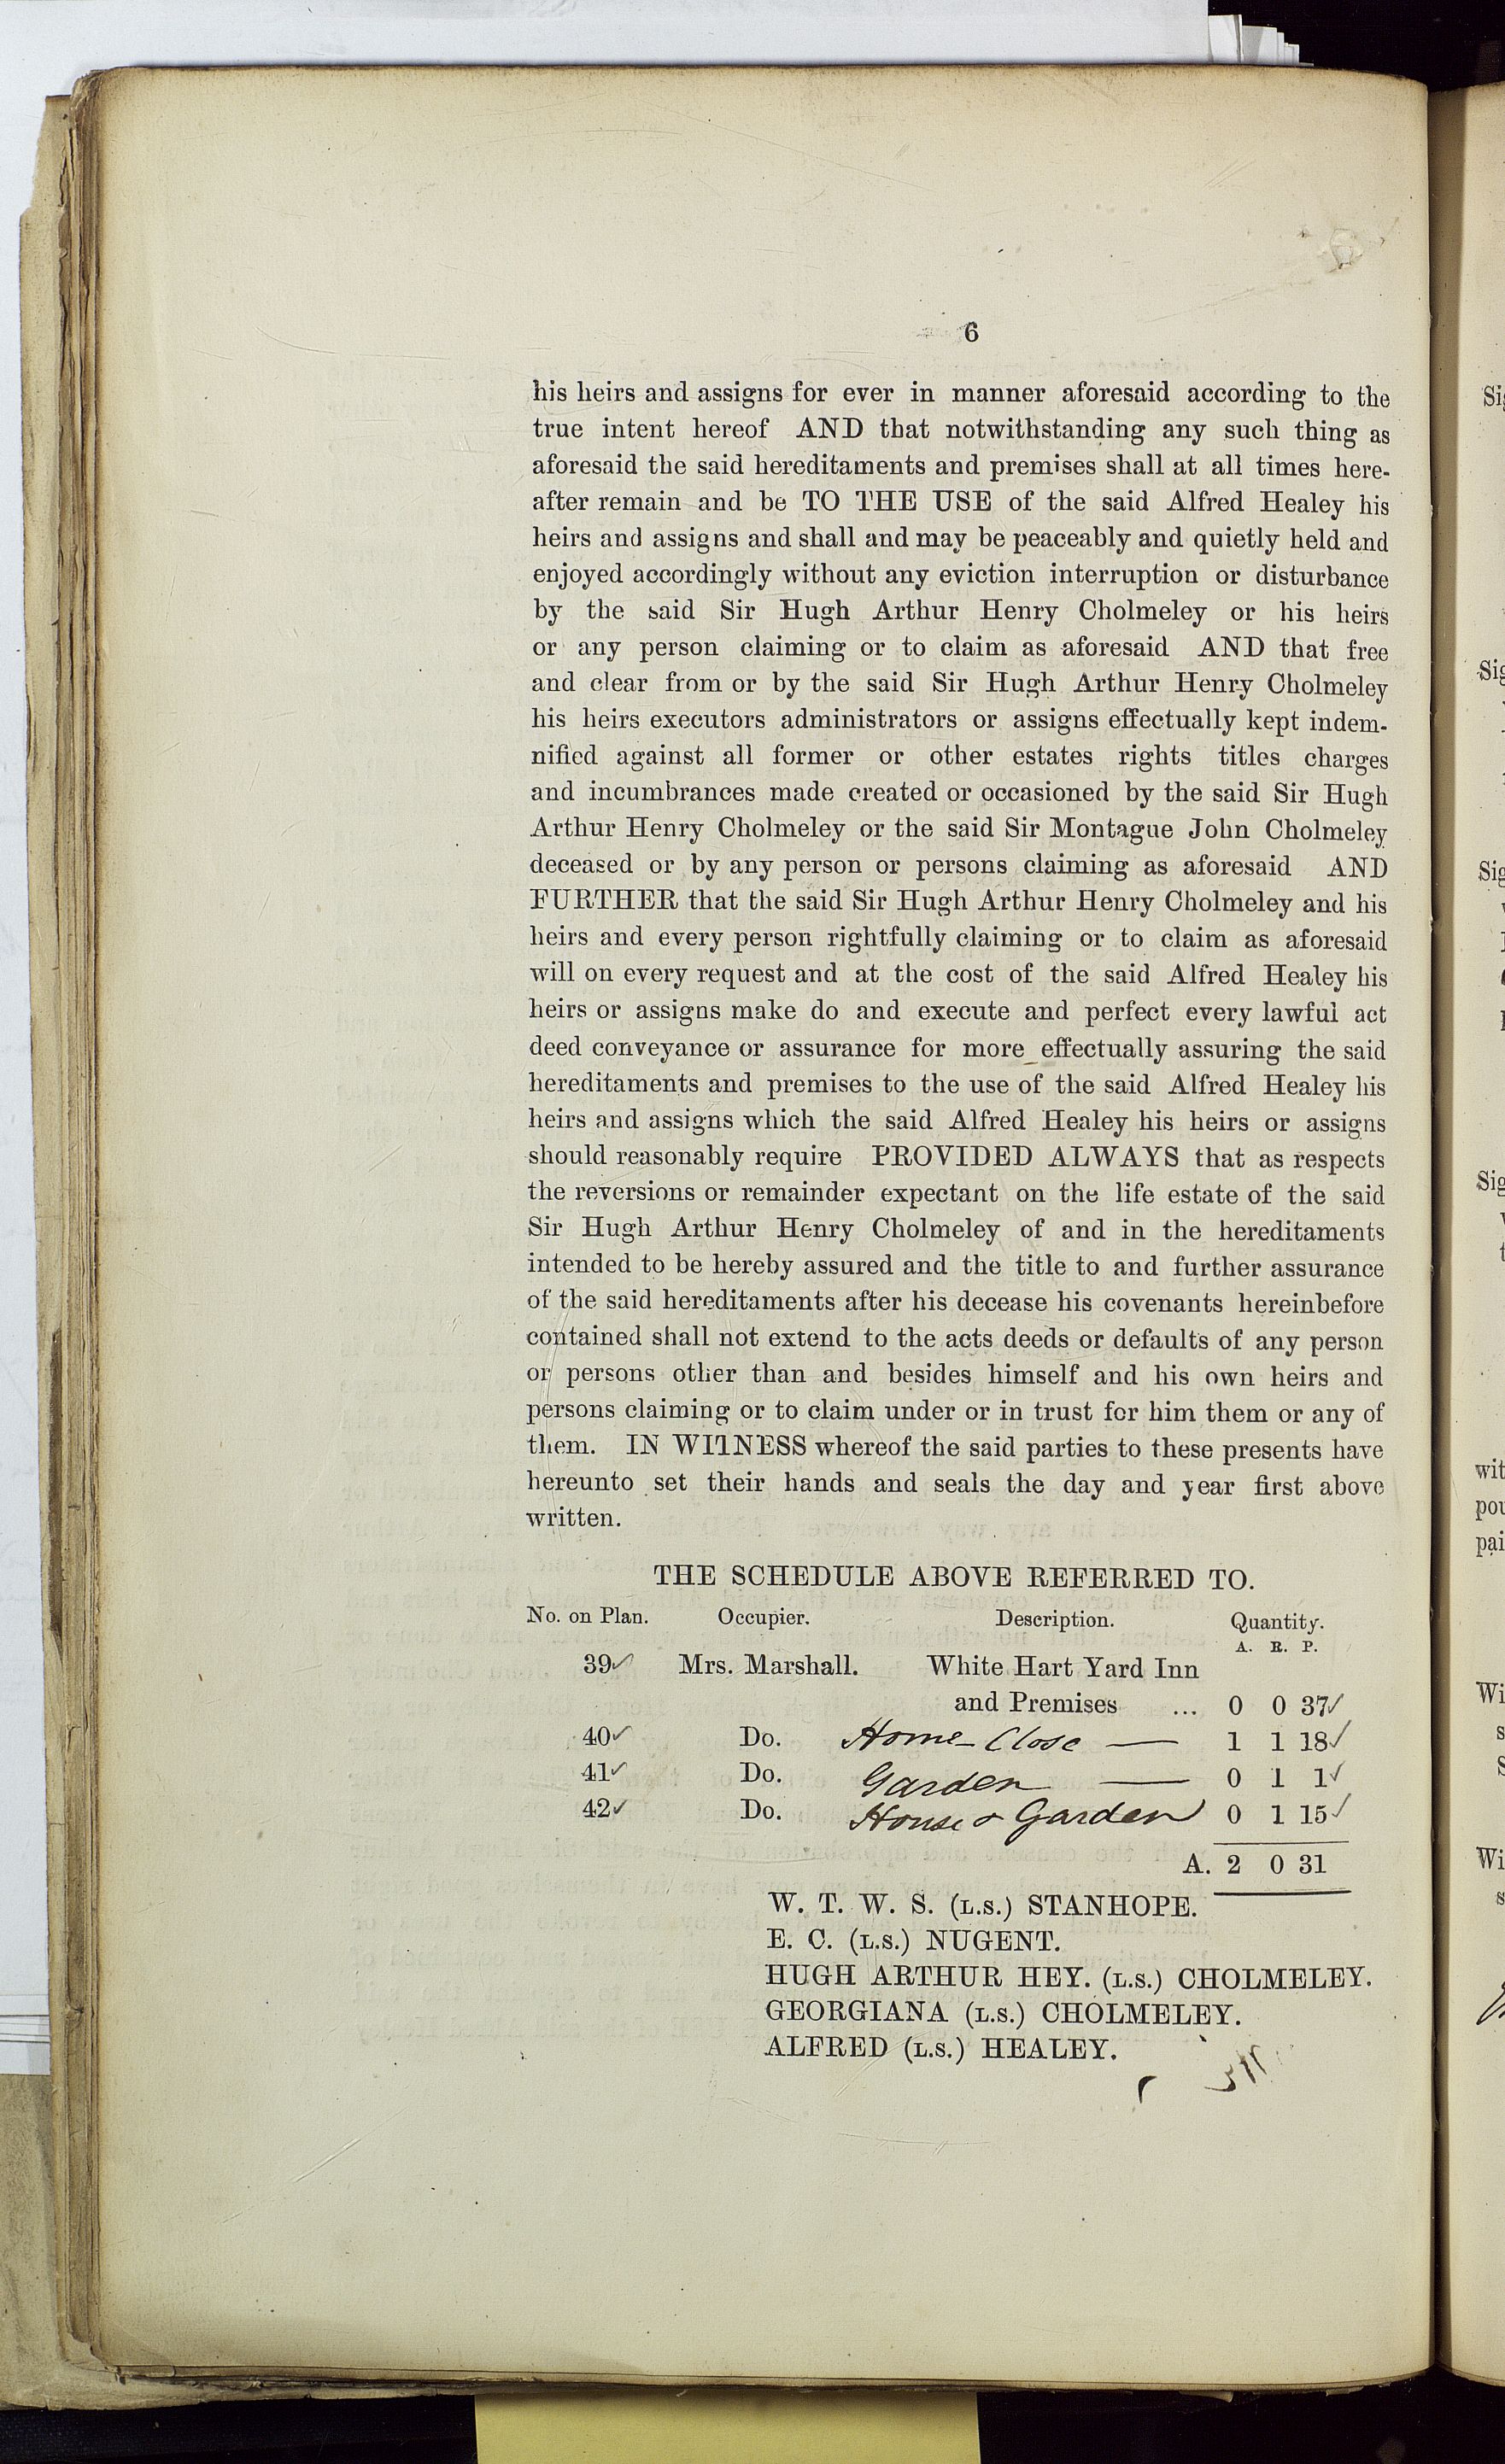 6
his heirs and assigns for ever in manner aforesaid according to the
true intent hereof AND that notwithstanding any such thing as
aforesaid the said hereditaments and premises shall at all times here-
after remain and be TO THE USE of the said Alfred Healey his
heirs and assigns and shall and may be peaceably and quietly held and
enjoyed accordingly without any eviction interruption or disturbance
by the said Sir Hugh Arthur Henry Cholmeley or his heirs
or any person claiming or to claim as aforesaid AND that free
and clear from or by the said Sir Hugh Arthur Henry Cholmeley
his heirs executors administrators or assigns effectually kept indem-
nified against all former or other estates rights titles charges
and incumbrances made created or occasioned by the said Sir Hugh
Arthur Henry Cholmeley or the said Sir Montague John Cholmeley
deceased or by any person or persons claiming as aforesaid AND
FURTHER that the said Sir Hugh Arthur Henry Cholmeley and his
heirs and every person rightfully claiming or to claim as aforesaid
will on every request and at the cost of the said Alfred Healey his
heirs or assigns make do and execute and perfect every lawful act
deed conveyance or assurance for more effectually assuring the said
hereditaments and premises to the use of the said Alfred Healey his
heirs and assigns which the said Alfred Healey his heirs or assigns
should reasonably require PROVIDED ALWAYS that as respects
the reversions or remainder expectant on the life estate of the said
Sir Hugh Arthur Henry Cholmeley of and in the hereditaments
intended to be hereby assured and the title to and further assurance
of the said hereditaments after his decease his covenants hereinbefore
contained shall not extend to the acts deeds or defaults of any person
or persons other than and besides himself and his own heirs and
persons claiming or to claim under or in trust for him them or any of
them. IN WITNESS whereof the said parties to these presents have
hereunto set their hands and seals the day and year first above
written.
THE SCHEDULE ABOVE REFERRED TO.
No. on Plan. Occupier. Description. Quantity.
A. R. P.
39✓ Mrs. Marshall. White Hart Yard Inn
and Premises ... 0 0 37✓
40✓ Do. Home Close — 1 1 18✓
41✓ Do. Garden — 0 1 1✓
42✓ Do. House & Garden 0 1 15✓
A. 2 0 31
W. T. W. S. (L.S.) STANHOPE.
E. C. (L.S.) NUGENT.
HUGH ARTHUR HEY. (L.S.) CHOLMELEY.
GEORGIANA (L.S.) CHOLMELEY.
ALFRED (L.S.) HEALEY.